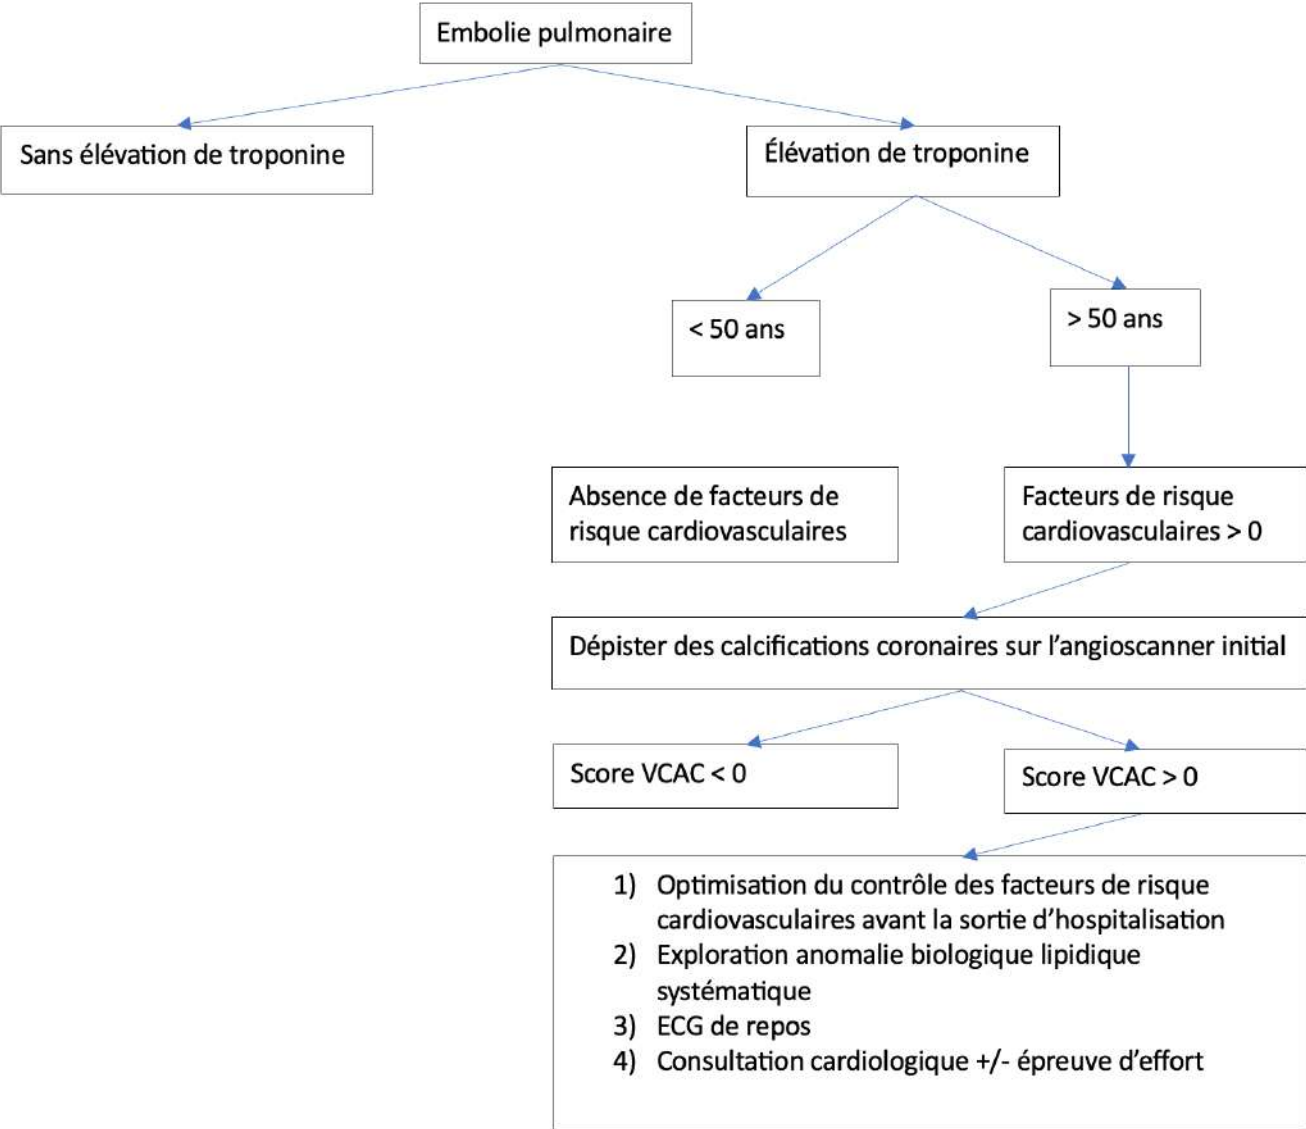 Embolie pulmonaire
Sans élévation de troponine
Élévation de troponine
< 50 ans
> 50 ans
Absence de facteurs de
risque cardiovasculaires
Facteurs de risque
cardiovasculaires > 0
Dépister des calcifications coronaires sur l’angioscanner initial
Score VCAC < 0
Score VCAC > 0
1) Optimisation du contrôle des facteurs de risque
cardiovasculaires avant la sortie d’hospitalisation
2) Exploration anomalie biologique lipidique
systématique
3) ECG de repos
4) Consultation cardiologique +/- épreuve d’effort